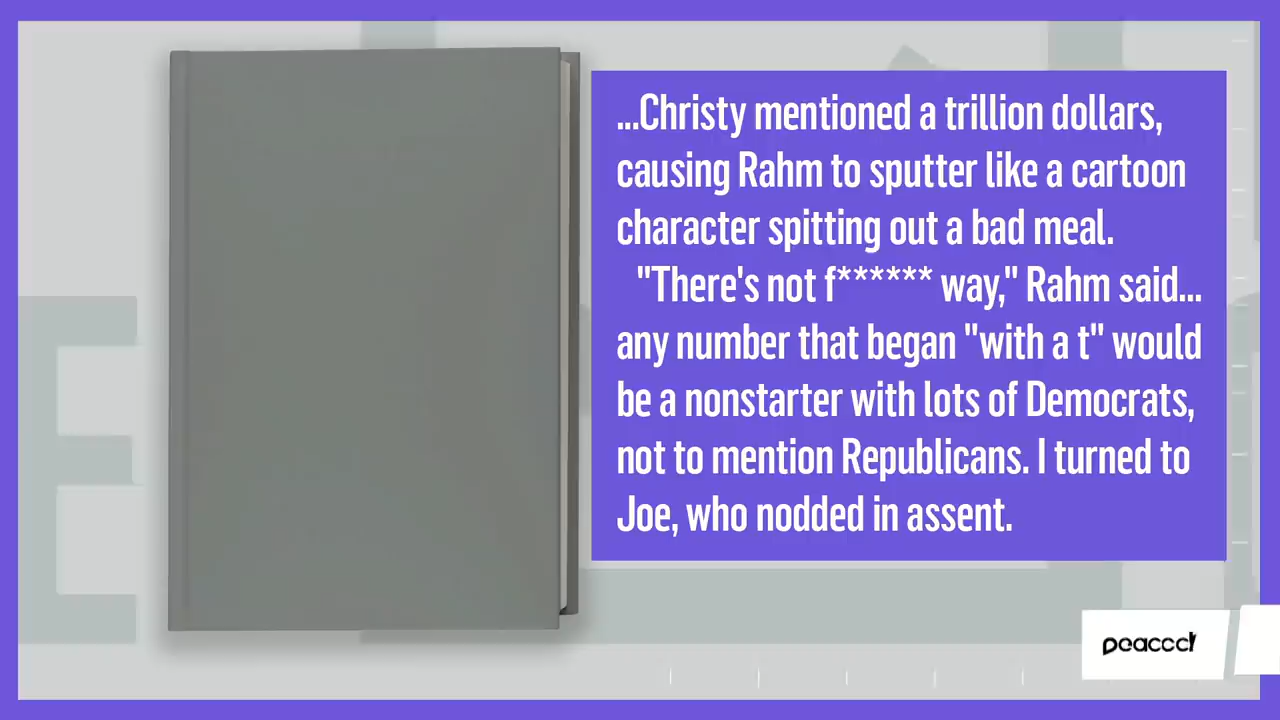 ...Christy mentioned a trillion dollars,
causing Rahm to sputter like a cartoon
character spitting out a bad meal.
"There's not f****** way," Rahm said...
any number that began "with a t" would
be a nonstarter with lots of Democrats,
not to mention Republicans. I turned to
Joe, who nodded in assent.